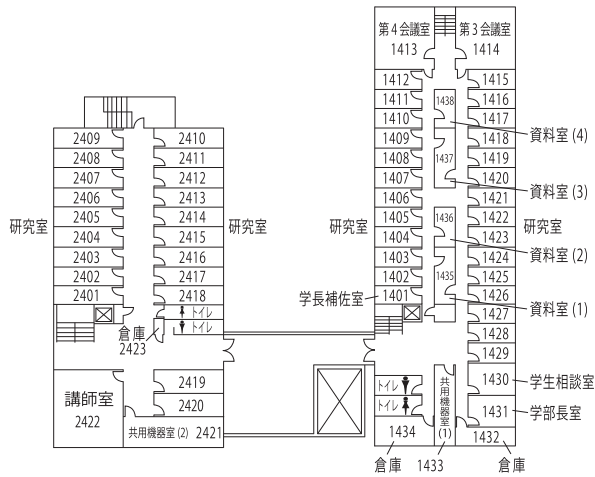 第4会議室
1413
第3会議室
1414
1412
1415
1411
1438
1416
1410
1417
資料室 (4)
2409
2410
1409
1418
2408
2411
1408
1437
1419
2407
2412
1407
1420
資料室 (3)
2406
2413
1406
1421
2405
2414
1405
1436
1422
研究室
研究室
研究室
研究室
2404
2415
1404
1423
資料室 (2)
2403
2416
1403
1424
2402
2417
1402
1435
1425
2401
2418
学長補佐室
1401
1426
資料室 (1)
トイレ
1427
トイレ
倉庫
2423
1428
1429
2419
トイレ
共用機器室(1)
1430
学生相談室
講師室
2422
2420
トイレ
1431
学部長室
共用機器室 (2)
2421
1434
1432
倉庫
1433
倉庫